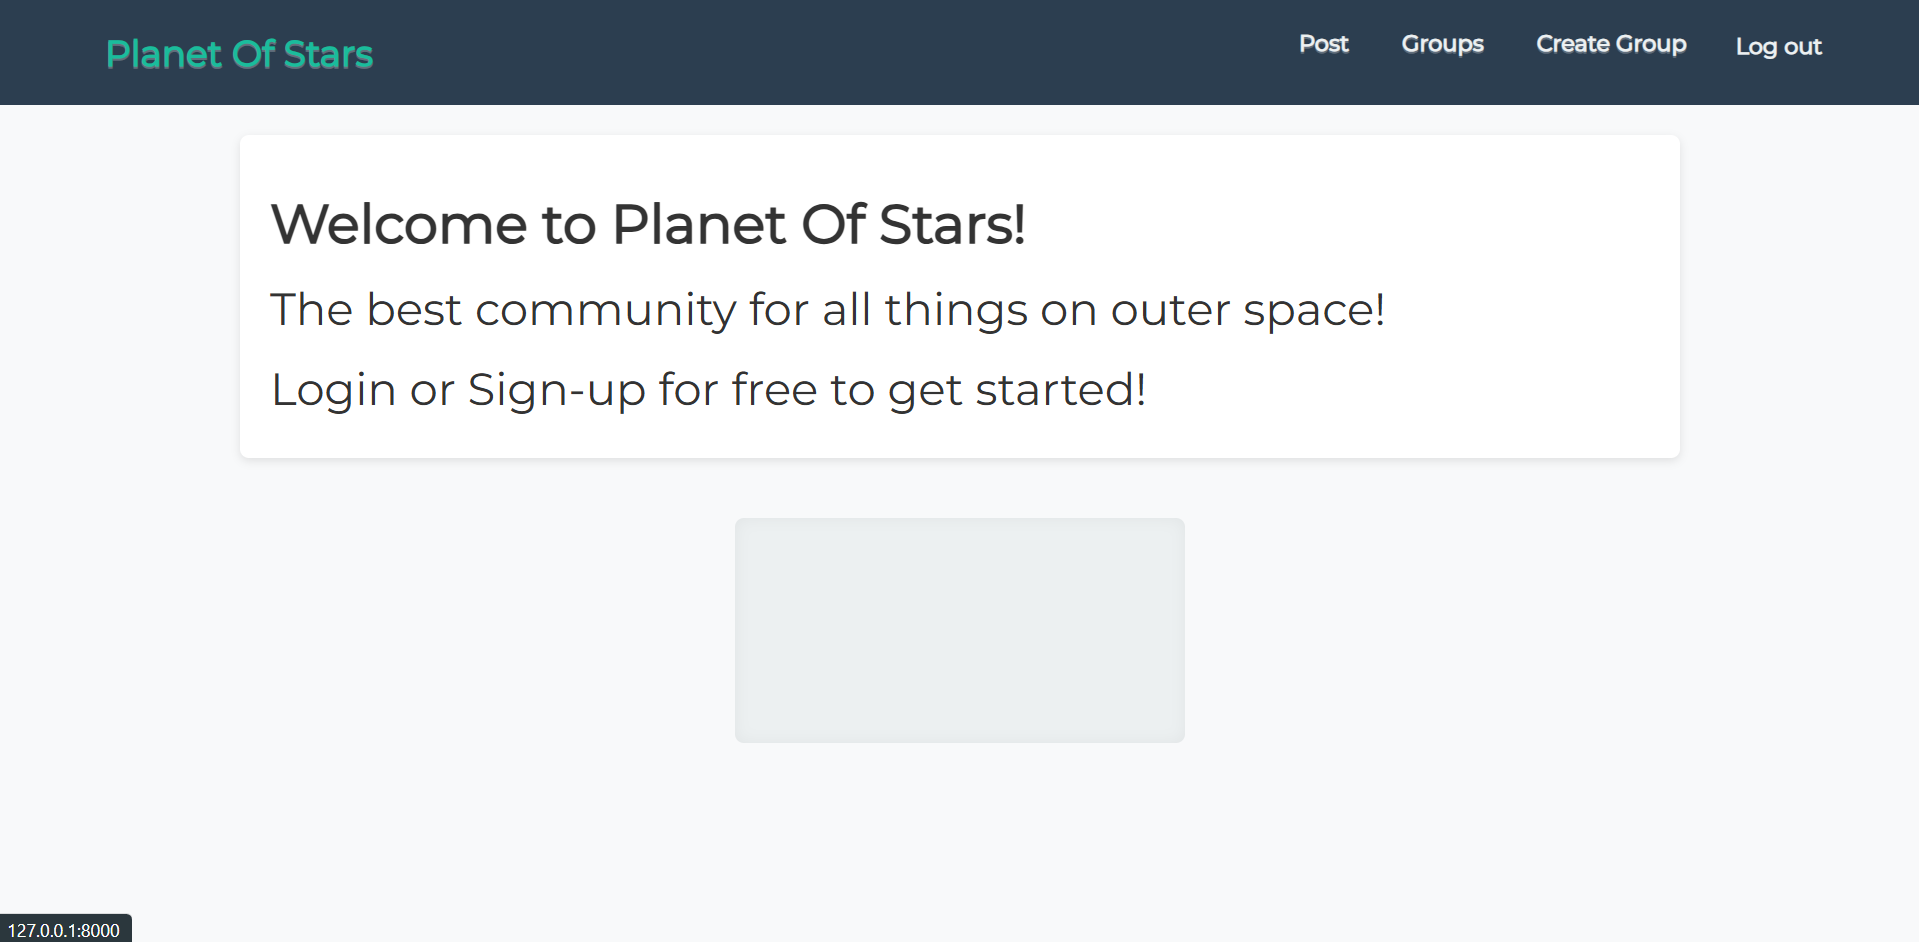 Planet Of Stars
Post
Groups
Create Group
Log out
Welcome to Planet Of Stars!
The best community for all things on outer space!
Login or Sign-up for free to get started!
127.0.0.1:8000